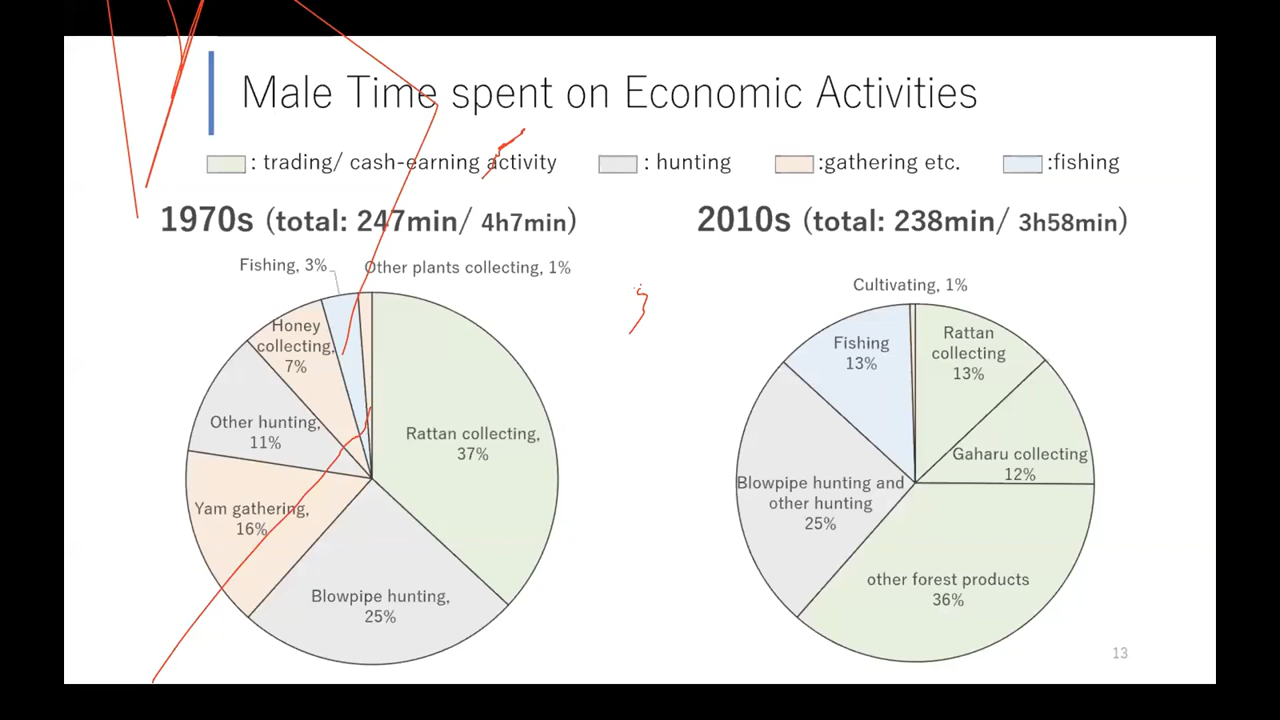 Male Time spent on Economic Activities
: trading/ cash-earning activity
: hunting
:gathering etc.
:fishing
1970s (total: 247min/ 4h7min)
Fishing, 3%
Other plants collecting, 1%
Honey
collecting,
7%
Other hunting,
11%
Rattan collecting,
37%
Yam gathering,
16%
Blowpipe hunting,
25%
2010s (total: 238min/ 3h58min)
Cultivating, 1%
Fishing
13%
Rattan
collecting
13%
Gaharu collecting
12%
Blowpipe hunting and
other hunting
25%
other forest products
36%
13